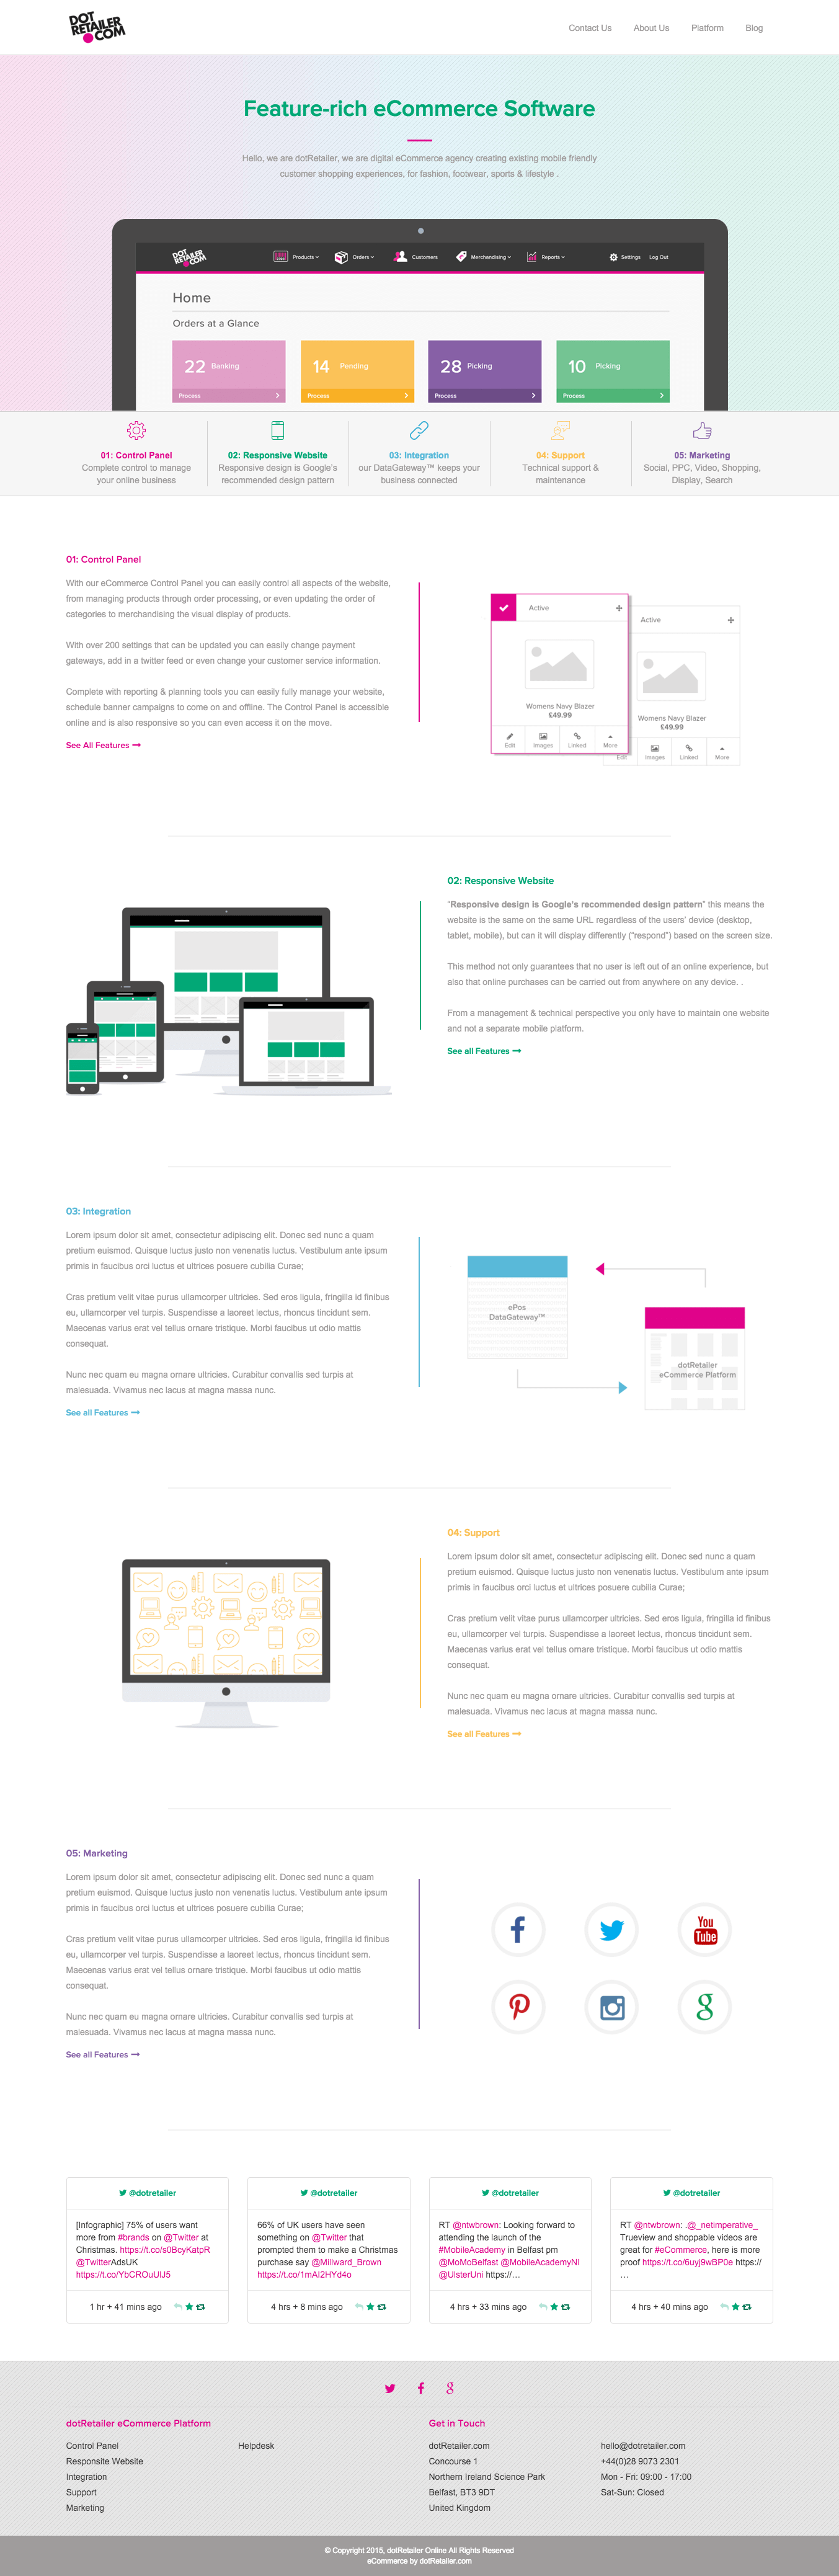 DOT
RETAILER
.COM
Contact Us
About Us
Platform
Blog
Feature-rich eCommerce Software
Hello, we are dotRetailer, we are digital eCommerce agency creating existing mobile friendly
customer shopping experiences, for fashion, footwear, sports & lifestyle .
DOT
RETAILER
.COM
Products
Orders
Customers
Merchandising
Reports
Settings
Log Out
Home
Orders at a Glance
22 Banking
14 Pending
28 Picking
10 Picking
Process
Process
Process
Process
01: Control Panel
Complete control to manage
your online business
02: Responsive Website
Responsive design is Google's
recommended design pattern
03: Integration
our DataGateway™ keeps your
business connected
04: Support
Technical support &
maintenance
05: Marketing
Social, PPC, Video, Shopping,
Display, Search
01: Control Panel
With our eCommerce Control Panel you can easily control all aspects of the website,
from managing products through order processing, or even updating the order of
categories to merchandising the visual display of products.
With over 200 settings that can be updated you can easily change payment
gateways, add in a twitter feed or even change your customer service information.
Complete with reporting & planning tools you can easily fully manage your website,
schedule banner campaigns to come on and offline. The Control Panel is accessible
online and is also responsive so you can even access it on the move.
See All Features
Active
Womens Navy Blazer
£49.99
Edit
Images
Linked
More
Active
Womens Navy Blazer
£49.99
Edit
Images
Linked
More
02: Responsive Website
"Responsive design is Google's recommended design pattern" this means the
website is the same on the same URL regardless of the users' device (desktop,
tablet, mobile), but can it will display differently ("respond") based on the screen size.
This method not only guarantees that no user is left out of an online experience, but
also that online purchases can be carried out from anywhere on any device. .
From a management & technical perspective you only have to maintain one website
and not a separate mobile platform.
See all Features
03: Integration
Lorem ipsum dolor sit amet, consectetur adipiscing elit. Donec sed nunc a quam
pretium euismod. Quisque luctus justo non venenatis luctus. Vestibulum ante ipsum
primis in faucibus orci luctus et ultrices posuere cubilia Curae;
Cras pretium velit vitae purus ullamcorper ultricies. Sed eros ligula, fringilla id finibus
eu, ullamcorper vel turpis. Suspendisse a laoreet lectus, rhoncus tincidunt sem.
Maecenas varius erat vel tellus ornare tristique. Morbi faucibus ut odio mattis
consequat.
Nunc nec quam eu magna ornare ultricies. Curabitur convallis sed turpis at
malesuada. Vivamus nec lacus at magna massa nunc.
See all Features
ePos
DataGateway™
dotRetailer
eCommerce Platform
04: Support
Lorem ipsum dolor sit amet, consectetur adipiscing elit. Donec sed nunc a quam
pretium euismod. Quisque luctus justo non venenatis luctus. Vestibulum ante ipsum
primis in faucibus orci luctus et ultrices posuere cubilia Curae;
Cras pretium velit vitae purus ullamcorper ultricies. Sed eros ligula, fringilla id finibus
eu, ullamcorper vel turpis. Suspendisse a laoreet lectus, rhoncus tincidunt sem.
Maecenas varius erat vel tellus ornare tristique. Morbi faucibus ut odio mattis
consequat.
Nunc nec quam eu magna ornare ultricies. Curabitur convallis sed turpis at
malesuada. Vivamus nec lacus at magna massa nunc.
See all Features
05: Marketing
Lorem ipsum dolor sit amet, consectetur adipiscing elit. Donec sed nunc a quam
pretium euismod. Quisque luctus justo non venenatis luctus. Vestibulum ante ipsum
primis in faucibus orci luctus et ultrices posuere cubilia Curae;
Cras pretium velit vitae purus ullamcorper ultricies. Sed eros ligula, fringilla id finibus
eu, ullamcorper vel turpis. Suspendisse a laoreet lectus, rhoncus tincidunt sem.
Maecenas varius erat vel tellus ornare tristique. Morbi faucibus ut odio mattis
consequat.
Nunc nec quam eu magna ornare ultricies. Curabitur convallis sed turpis at
malesuada. Vivamus nec lacus at magna massa nunc.
See all Features
You
Tube
@dotretailer
[Infographic] 75% of users want
more from #brands on @Twitter at
Christmas. https://t.co/s0BcyKatpR
@TwitterAdsUK
https://t.co/YbCROuUlJ5
1 hr + 41 mins ago
@dotretailer
66% of UK users have seen
something on @Twitter that
prompted them to make a Christmas
purchase say @Millward_Brown
https://t.co/1mAI2HYd4o
4 hrs + 8 mins ago
@dotretailer
RT @ntwbrown: Looking forward to
attending the launch of the
#MobileAcademy in Belfast pm
@MoMoBelfast @MobileAcademyNI
@UlsterUni https://…
4 hrs + 33 mins ago
@dotretailer
RT @ntwbrown: .@_netimperative_
Trueview and shoppable videos are
great for #eCommerce, here is more
proof https://t.co/6uyj9wBP0e https://
…
4 hrs + 40 mins ago
dotRetailer eCommerce Platform
Control Panel
Responsite Website
Integration
Support
Marketing
Helpdesk
Get in Touch
dotRetailer.com
Concourse 1
Northern Ireland Science Park
Belfast, BT3 9DT
United Kingdom
hello@dotretailer.com
+44(0)28 9073 2301
Mon - Fri: 09:00 - 17:00
Sat-Sun: Closed
© Copyright 2015, dotRetailer Online All Rights Reserved
eCommerce by dotRetailer.com